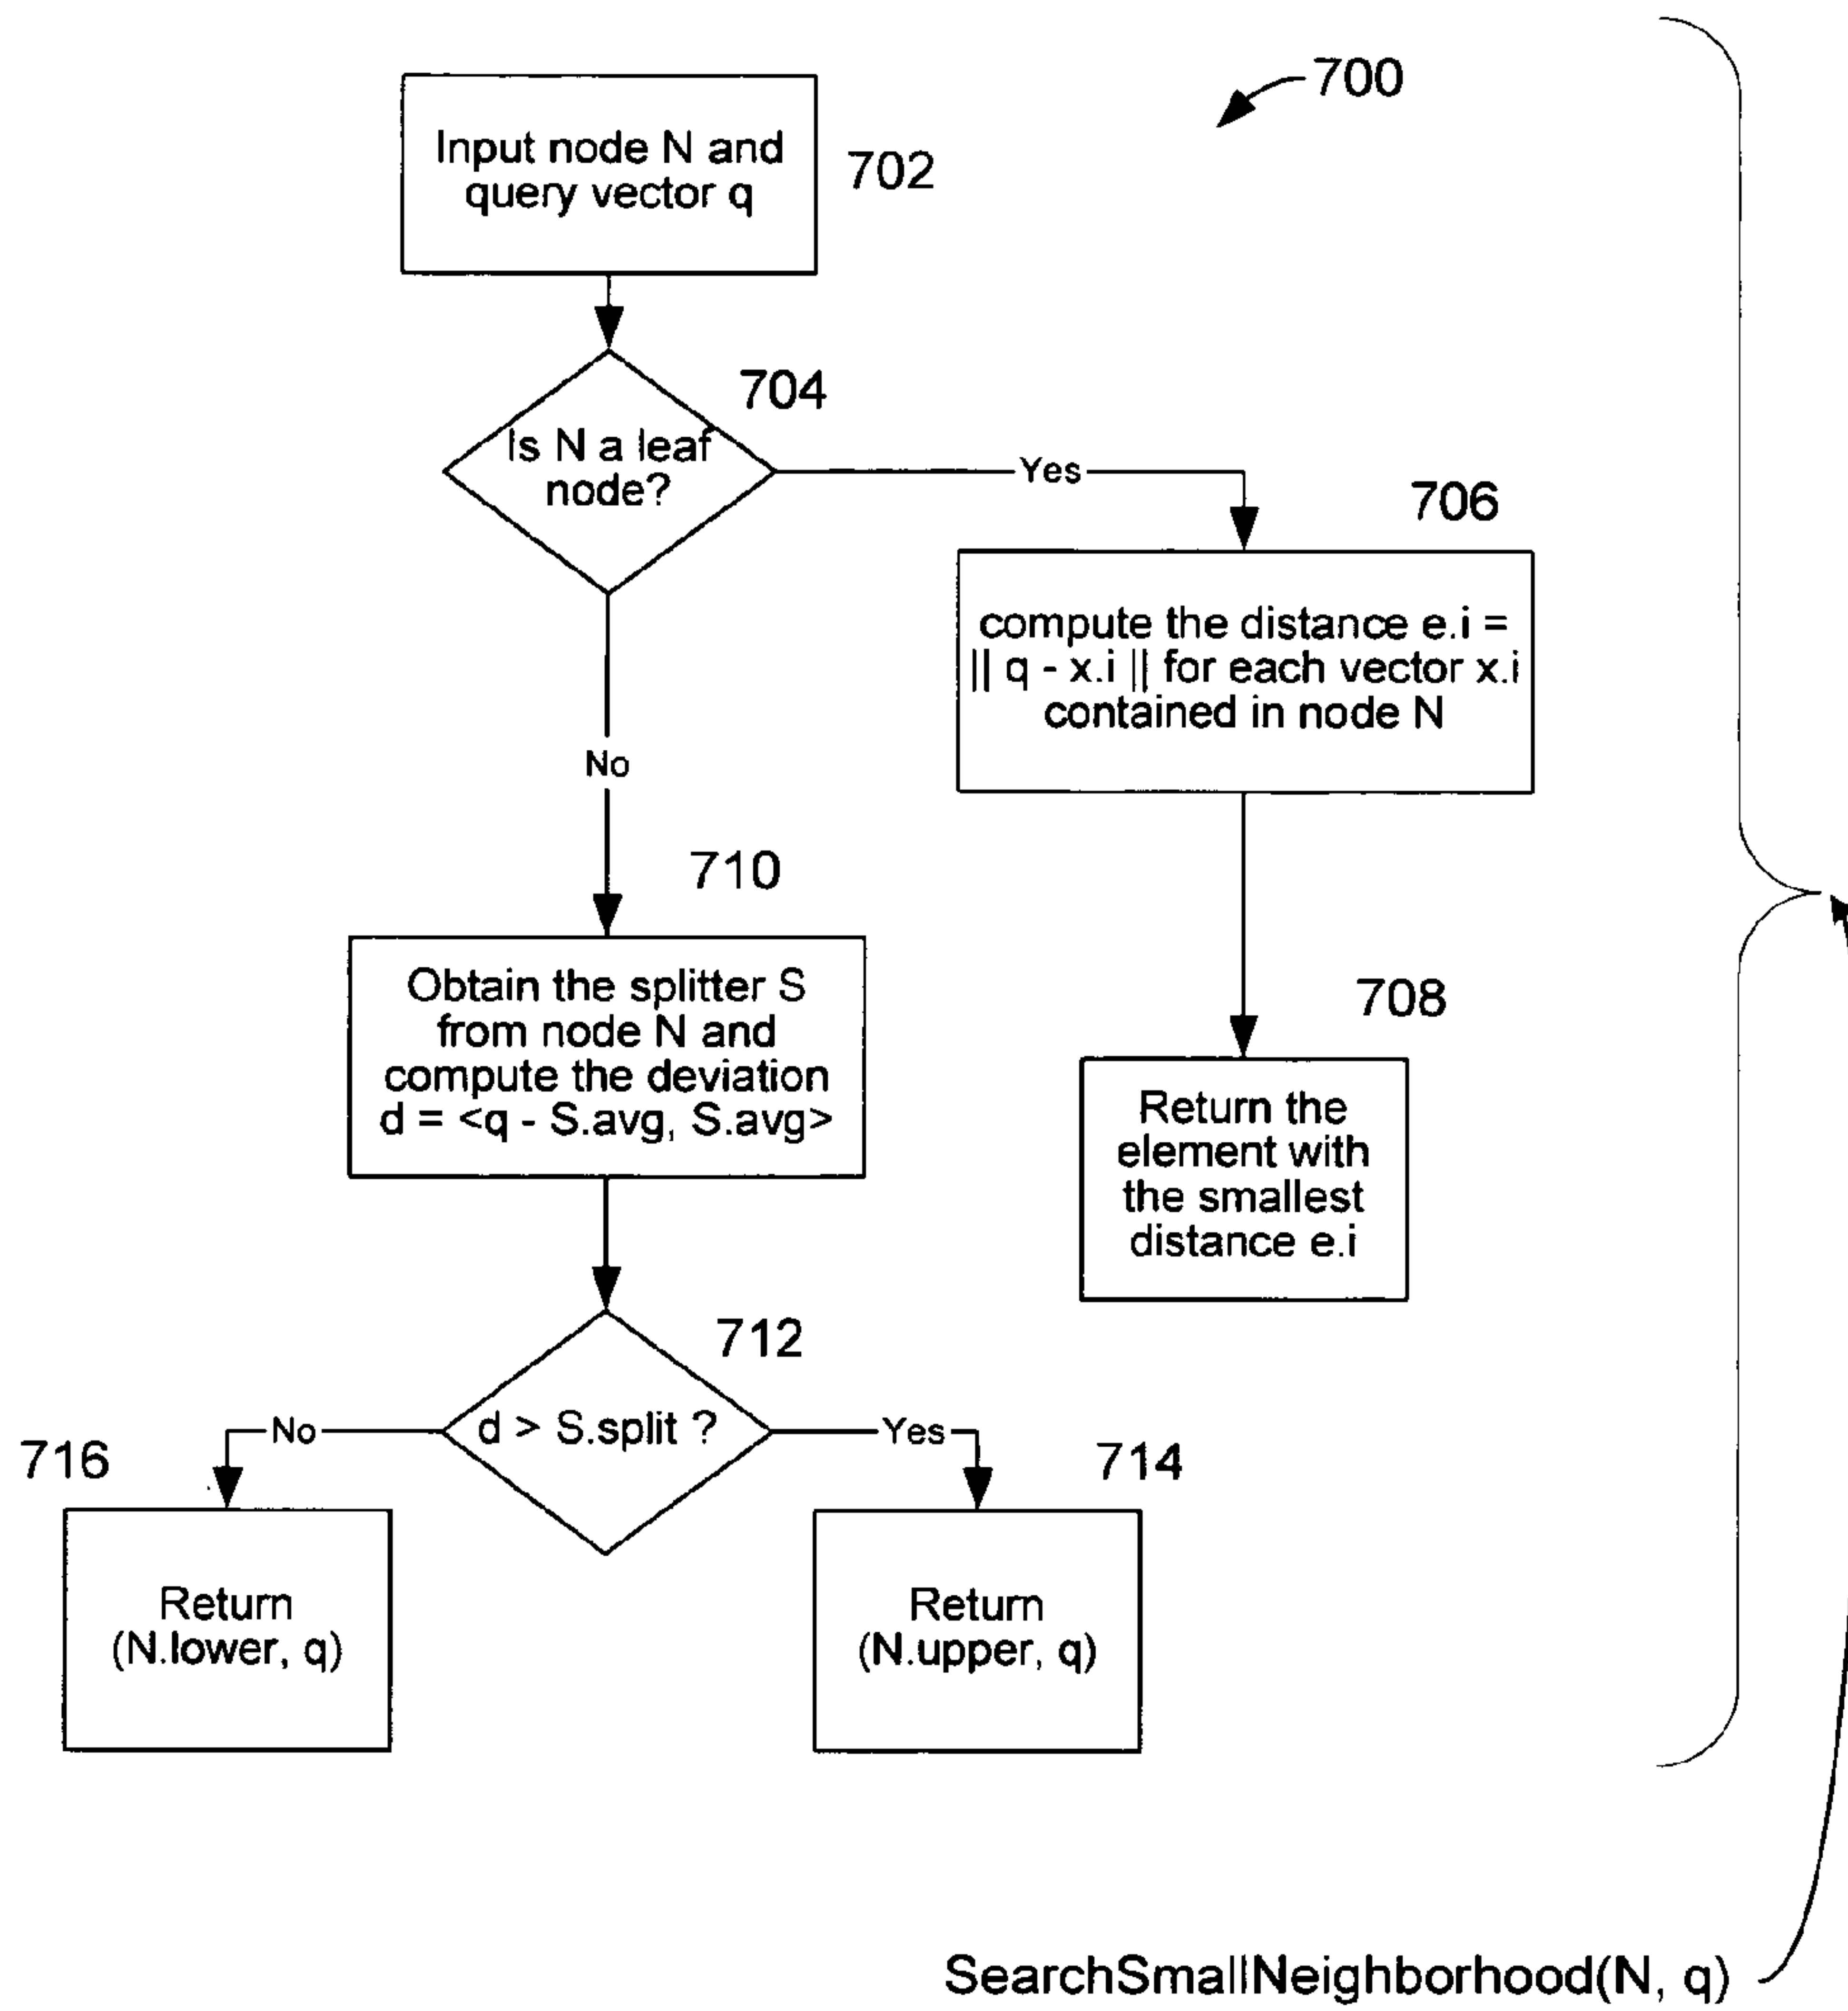 700
Input node N and
query vector q
702
704
Is N a leaf
node?
Yes
706
compute the distance e.i =
|| q - x.i || for each vector x.i
contained in node N
No
710
Obtain the splitter S
from node N and
compute the deviation
d = <q - S.avg, S.avg>
708
Return the
element with
the smallest
distance e.i
712
d > S.split ?
No
Yes
716
714
Return
(N.lower, q)
Return
(N.upper, q)
SearchSmallNeighborhood(N, q)